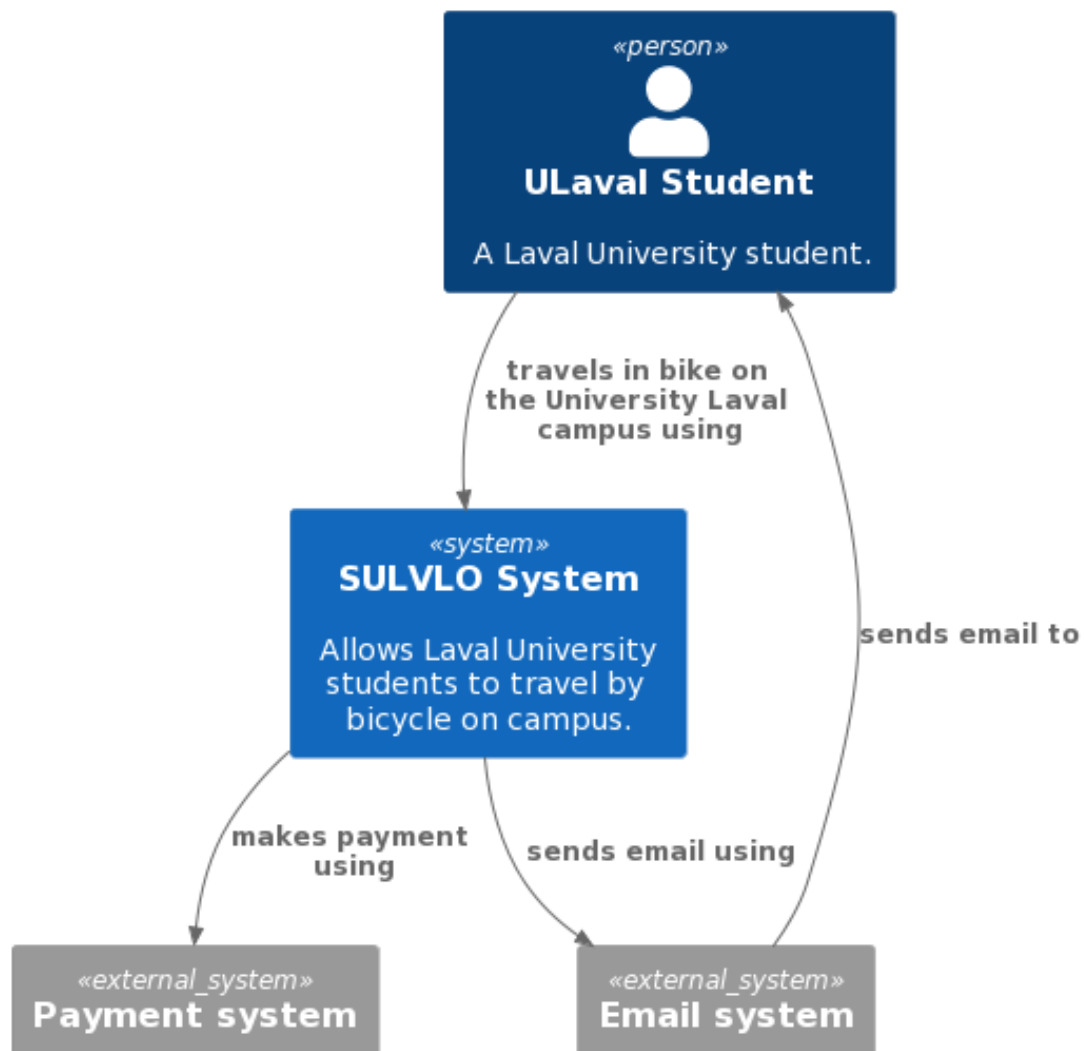 «person»
ULaval Student
A Laval University student.
travels in bike on
the University Laval
campus using
«system»
SULVLO System
Allows Laval University
students to travel by
bicycle on campus.
sends email to
makes payment
using
sends email using
«external_system»
Payment system
«external_system»
Email system